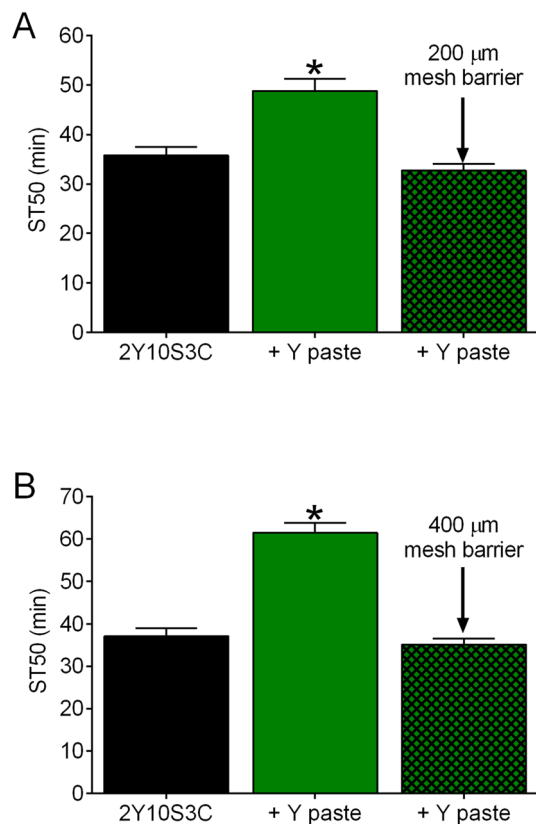 A
60
50
40
30
20
10
0
ST50 (min)
*
200 μm
mesh barrier
2Y10S3C
+ Y paste
+ Y paste
B
70
60
50
40
30
20
10
0
ST50 (min)
*
400 μm
mesh barrier
2Y10S3C
+ Y paste
+ Y paste